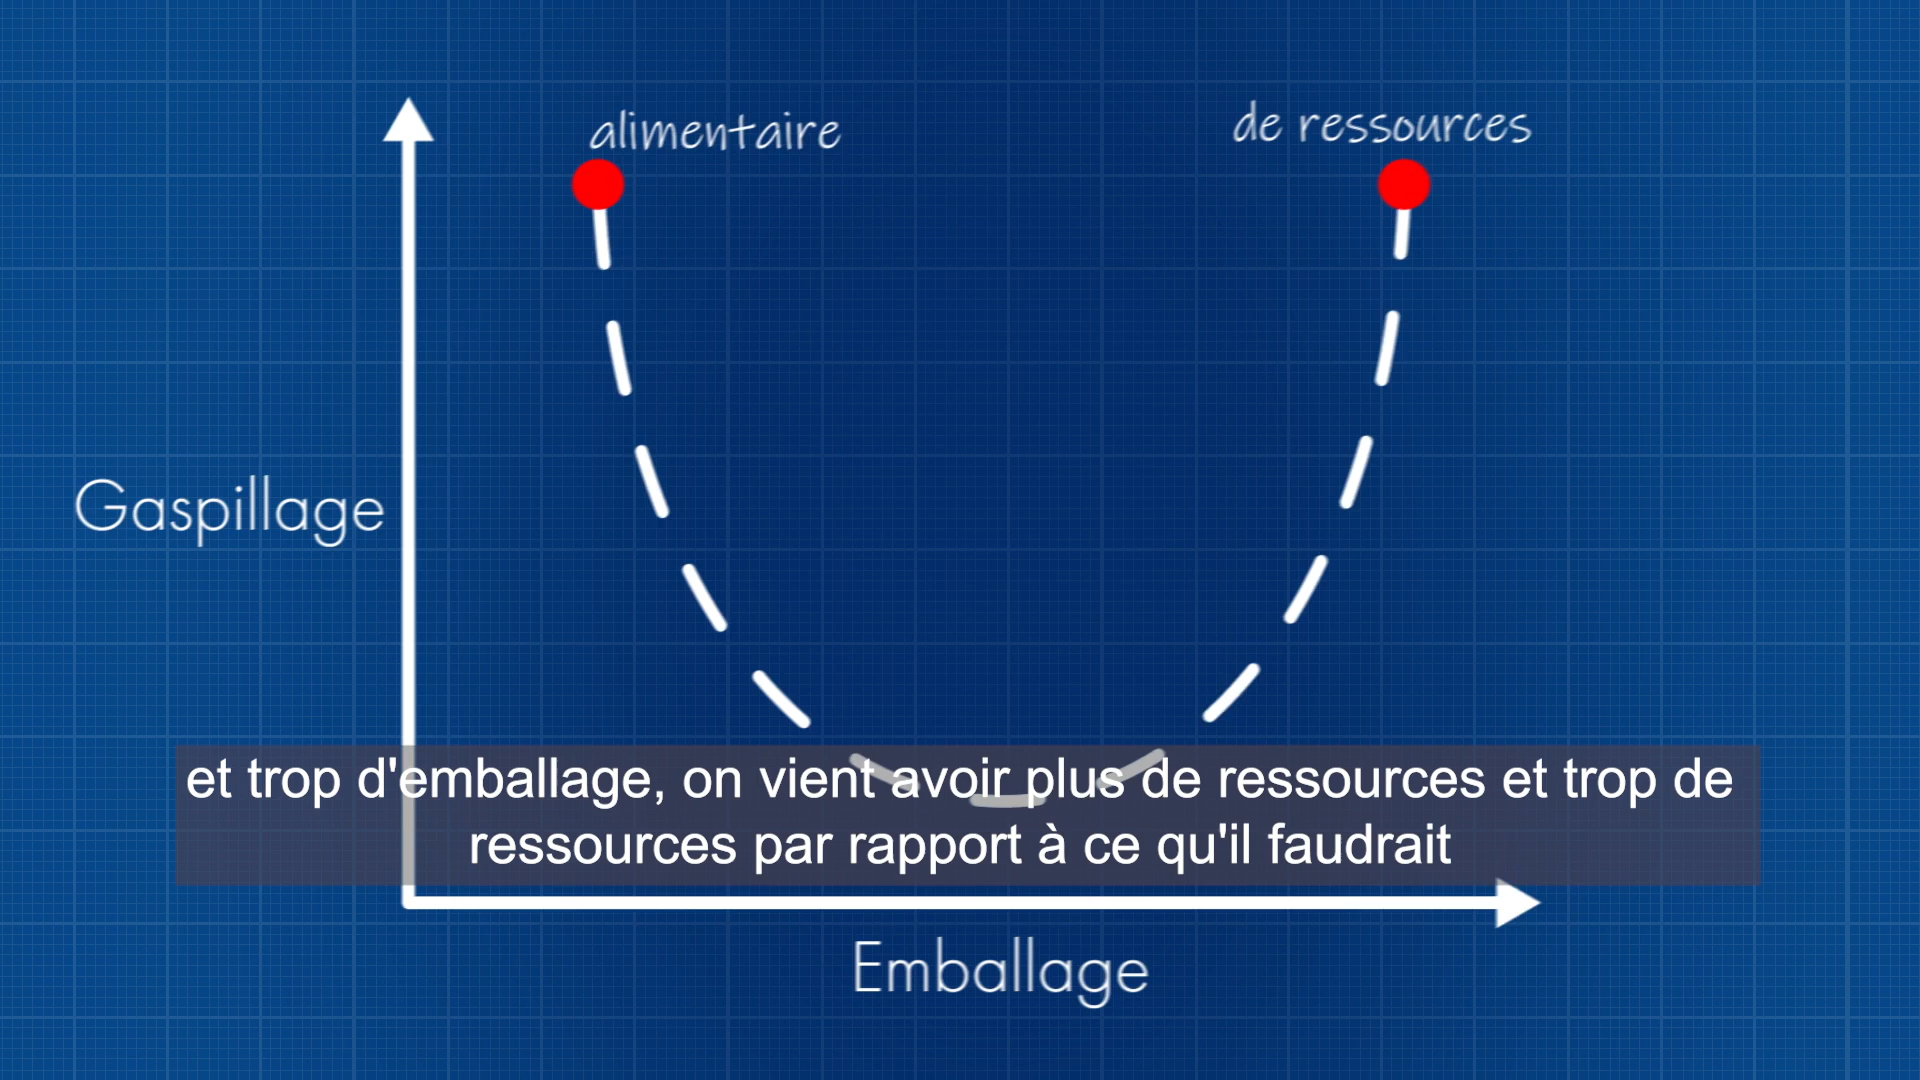 alimentaire
de ressources
Gaspillage
et trop d'emballage, on vient avoir plus de ressources et trop de
ressources par rapport à ce qu'il faudrait
Emballage